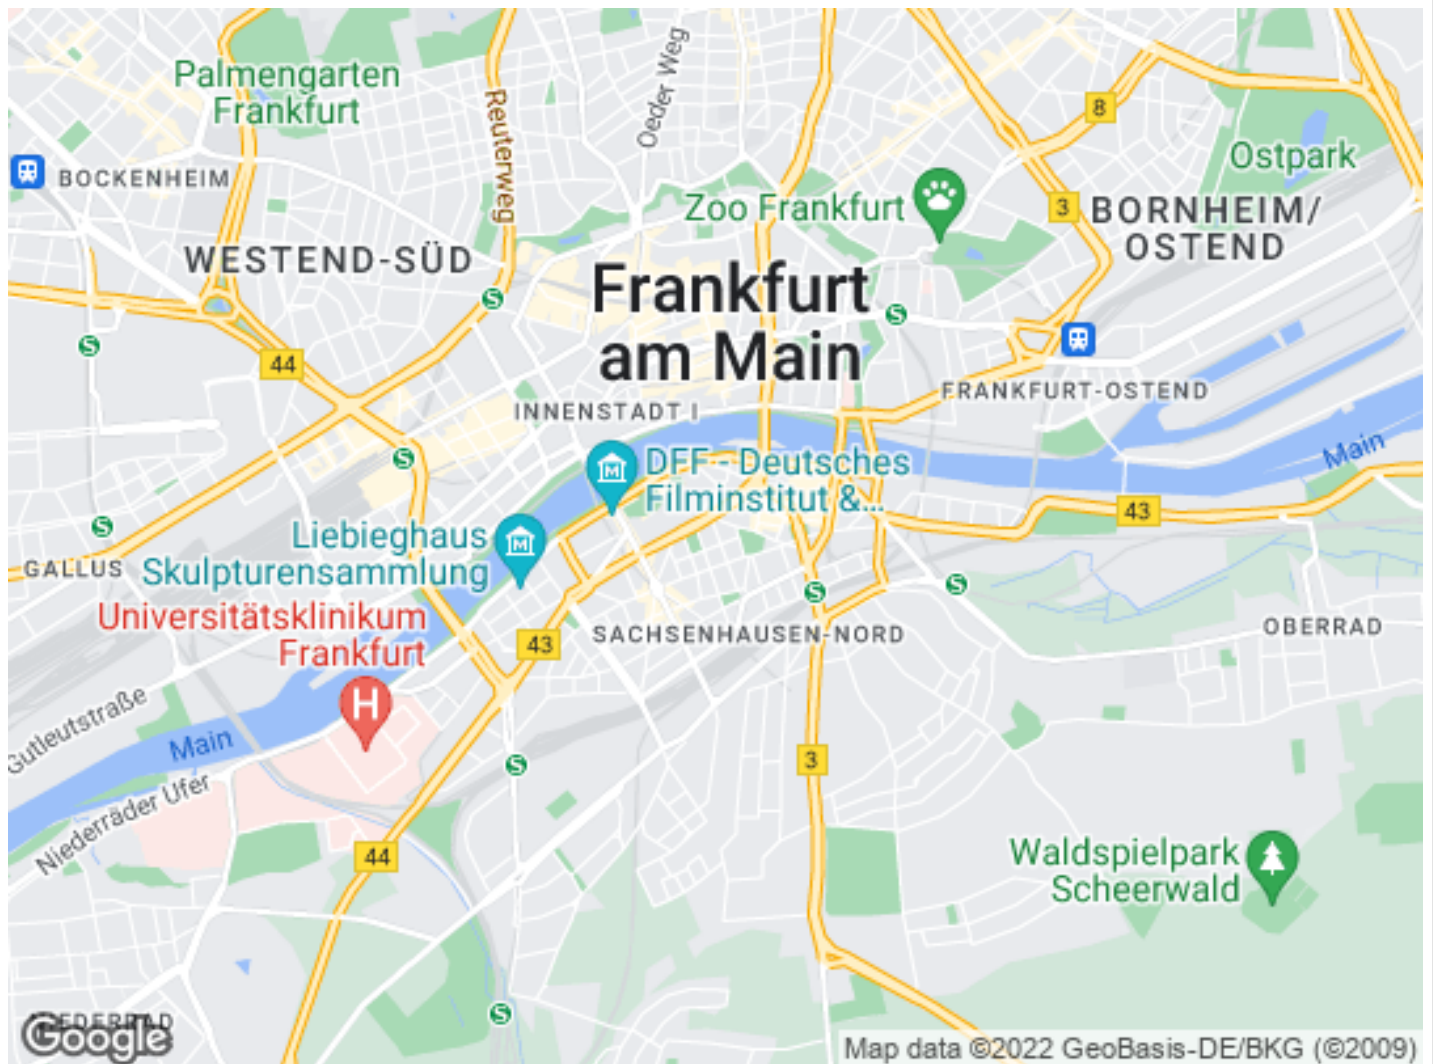 Palmengarten
Frankfurt
Oeder Weg
Reuterweg
8
Ostpark
BOCKENHEIM
Zoo Frankfurt
3
BORNHEIM/
OSTEND
WESTEND-SÜD
Frankfurt
am Main
S
S
S
44
FRANKFURT-OSTEND
INNENSTADT I
Main
S
DFF - Deutsches
Filminstitut &...
43
S
Liebieghaus
Skulpturensammlung
GALLUS
S
S
Universitätsklinikum
Frankfurt
43
SACHSENHAUSEN-NORD
OBERRAD
H
Gutleutstraße
Main
S
3
Niederräder Ufer
44
Waldspielpark
Scheerwald
S
NIEDERRAD
Google
Map data ©2022 GeoBasis-DE/BKG (©2009)